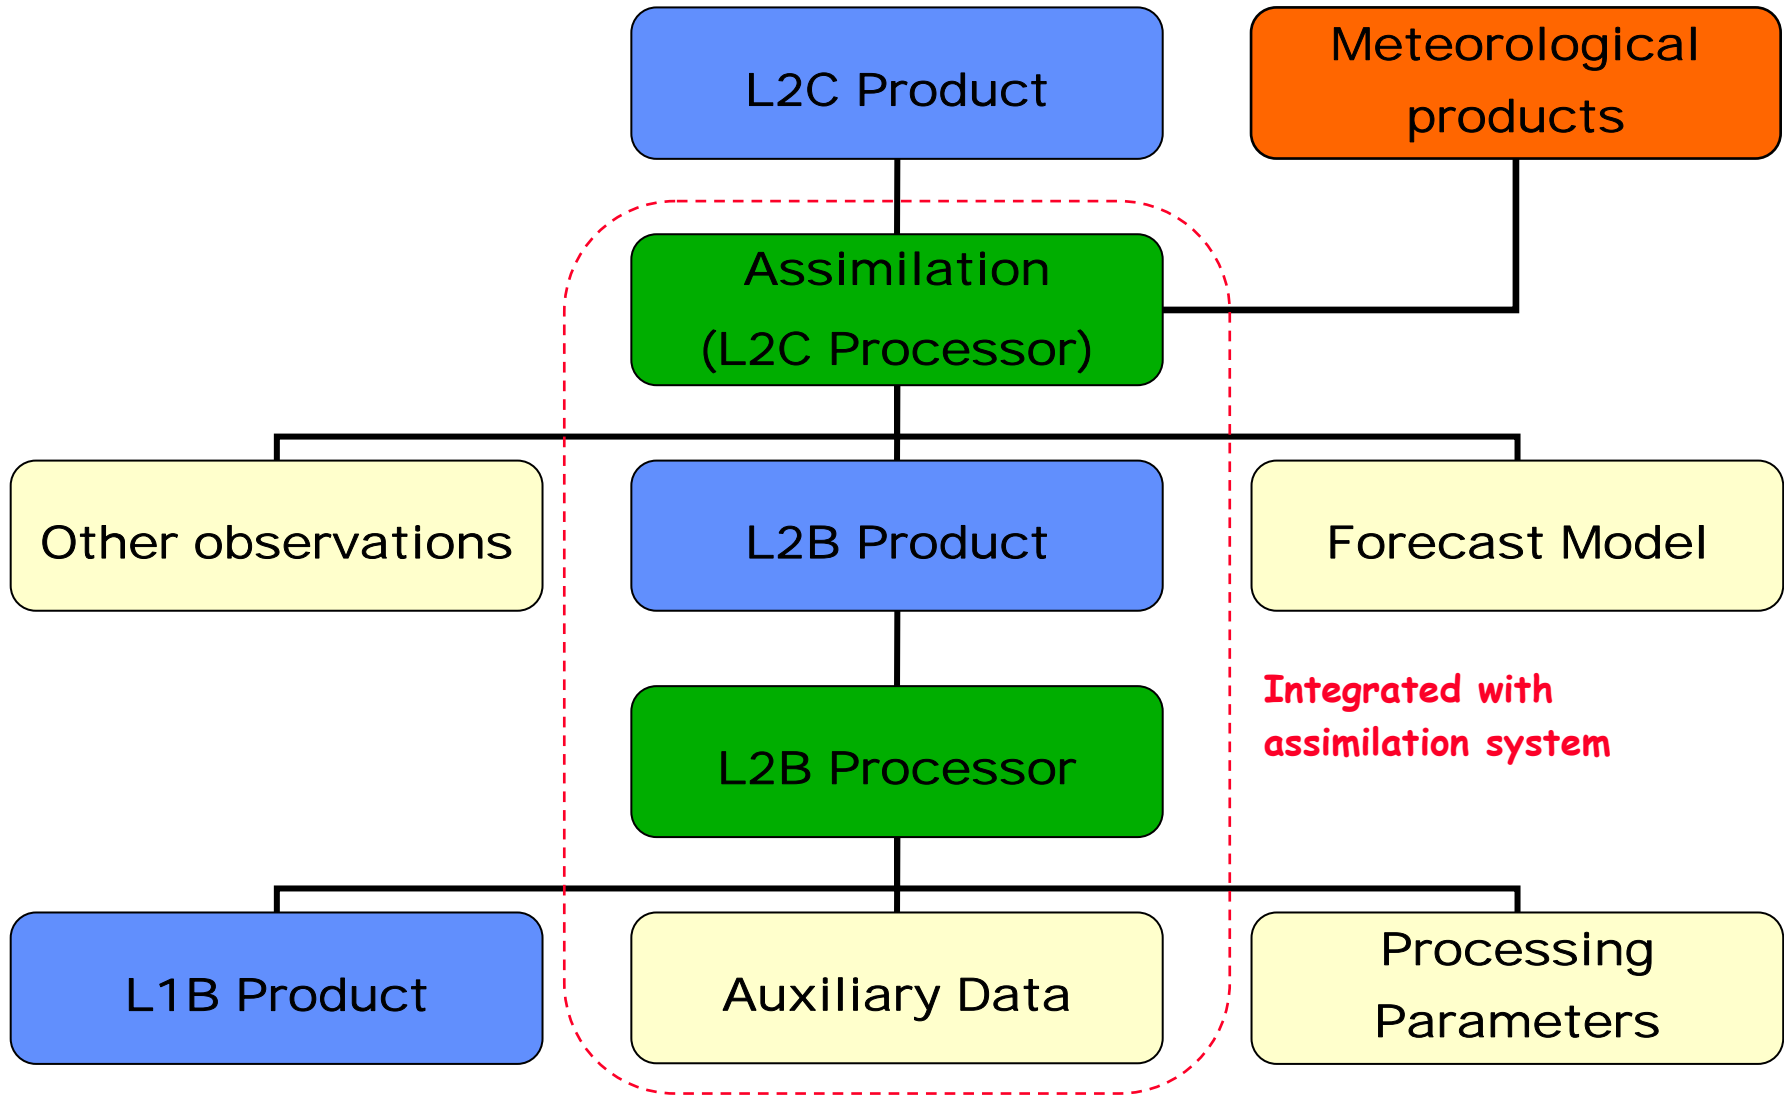 L2C Product
Meteorological
products
Assimilation
(L2C Processor)
Other observations
L2B Product
Forecast Model
Integrated with
assimilation system
L2B Processor
L1B Product
Auxiliary Data
Processing
Parameters